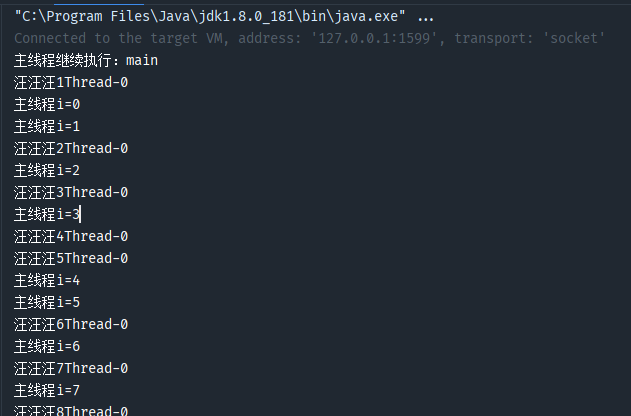 "C:\Program Files\Java\jdk1.8.0_181\bin\java.exe" ...
Connected to the target VM, address: '127.0.0.1:1599', transport: 'socket'
主线程继续执行：main
汪汪汪1Thread-0
主线程i=0
主线程i=1
汪汪汪2Thread-0
主线程i=2
汪汪汪3Thread-0
主线程i=3
汪汪汪4Thread-0
汪汪汪5Thread-0
主线程i=4
主线程i=5
汪汪汪6Thread-0
主线程i=6
汪汪汪7Thread-0
主线程i=7
汪汪汪8Thread-0